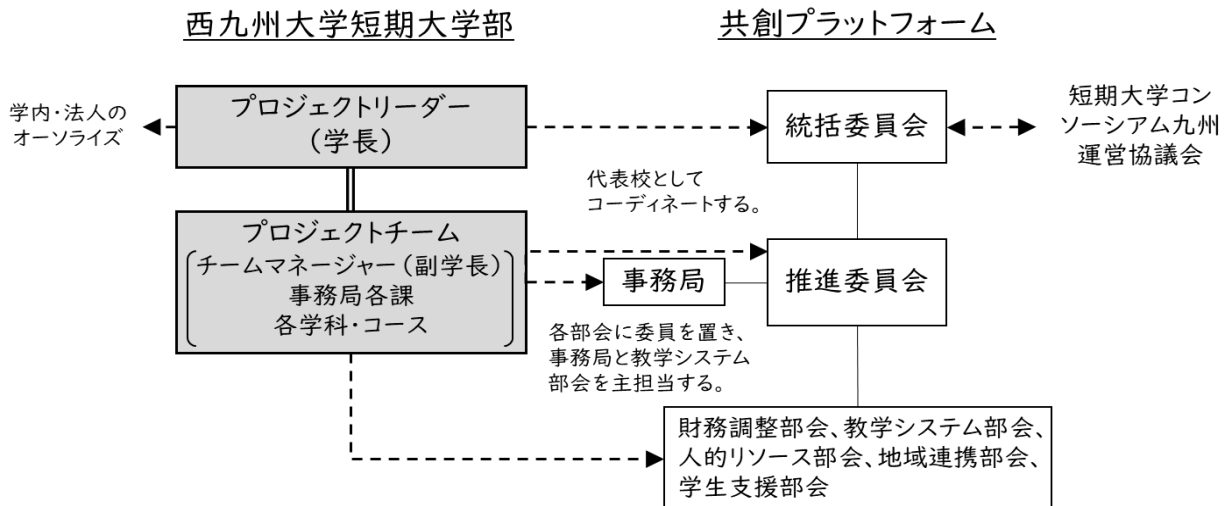 西九州大学短期大学部
共創プラットフォーム
学内・法人の
オーソライズ
プロジェクトリーダー
(学長)
統括委員会
短期大学コン
ソーシアム九州
運営協議会
代表校として
コーディネートする。
プロジェクトチーム
チームマネージャー(副学長)
事務局各課
各学科・コース
事務局
推進委員会
各部会に委員を置き、
事務局と教学システム
部会を主担当する。
財務調整部会、教学システム部会、
人的リソース部会、地域連携部会、
学生支援部会